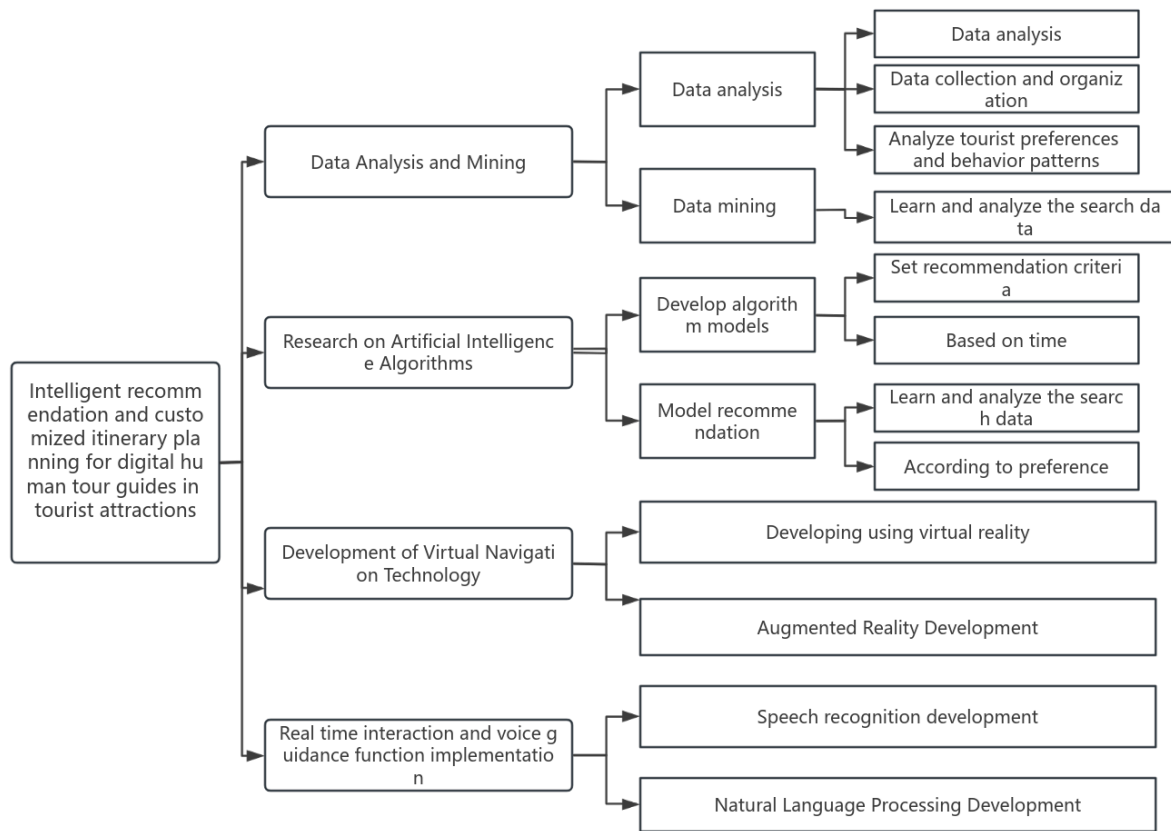 Intelligent recomm
endation and custo
mized itinerary pla
nning for digital hu
man tour guides in
tourist attractions
Data Analysis and Mining
Data analysis
Data analysis
Data collection and organiz
ation
Analyze tourist preferences
and behavior patterns
Data mining
Learn and analyze the search da
ta
Research on Artificial Intelligenc
e Algorithms
Develop algorith
m models
Set recommendation criteri
a
Based on time
Model recomme
ndation
Learn and analyze the searc
h data
According to preference
Development of Virtual Navigati
on Technology
Developing using virtual reality
Augmented Reality Development
Real time interaction and voice g
uidance function implementatio
n
Speech recognition development
Natural Language Processing Development